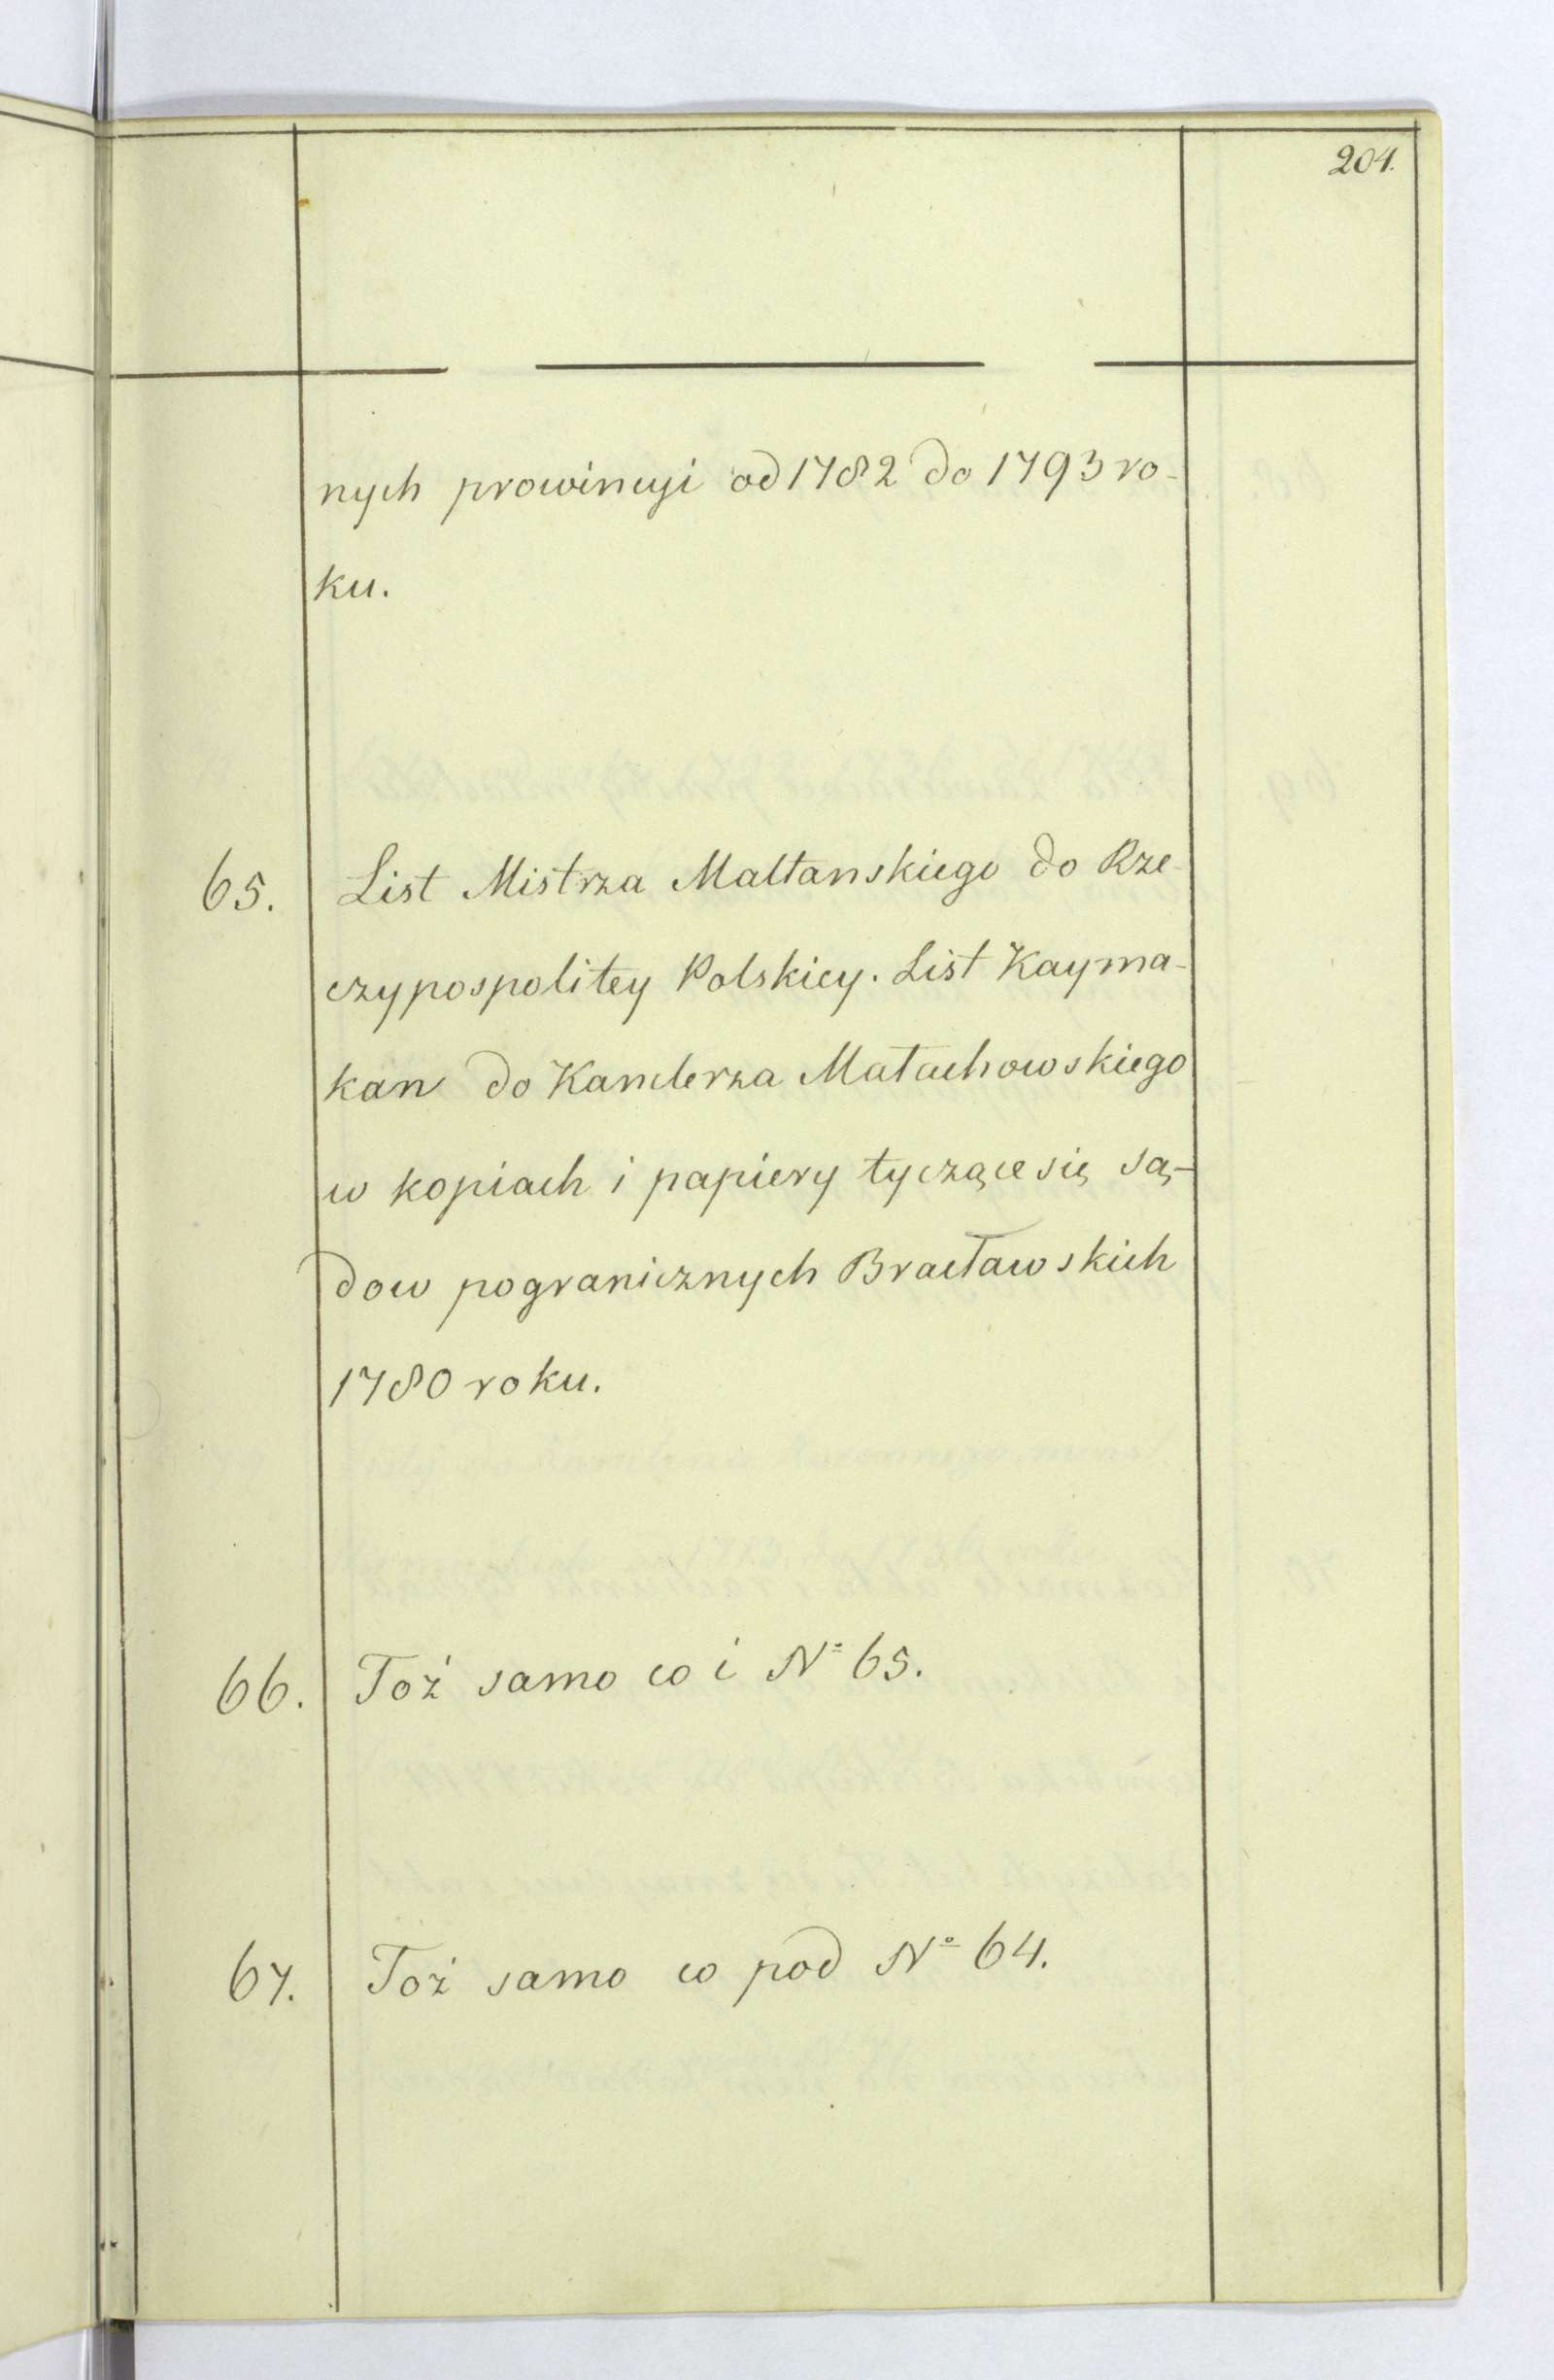 204.
nych prowincyi od 1782 do 1793 ro-
ku.
65. List Mistrza Maltanskiego do Rze-
czypospolitey Polskiey. List Kayma-
kan do Kanclerza Małachowskiego
w kopiach i papiery tyczące się są-
dow pogranicznych Bracławskich
1780 roku.
66. Toż samo co i Nº 65.
67. Toż samo co pod Nº 64.